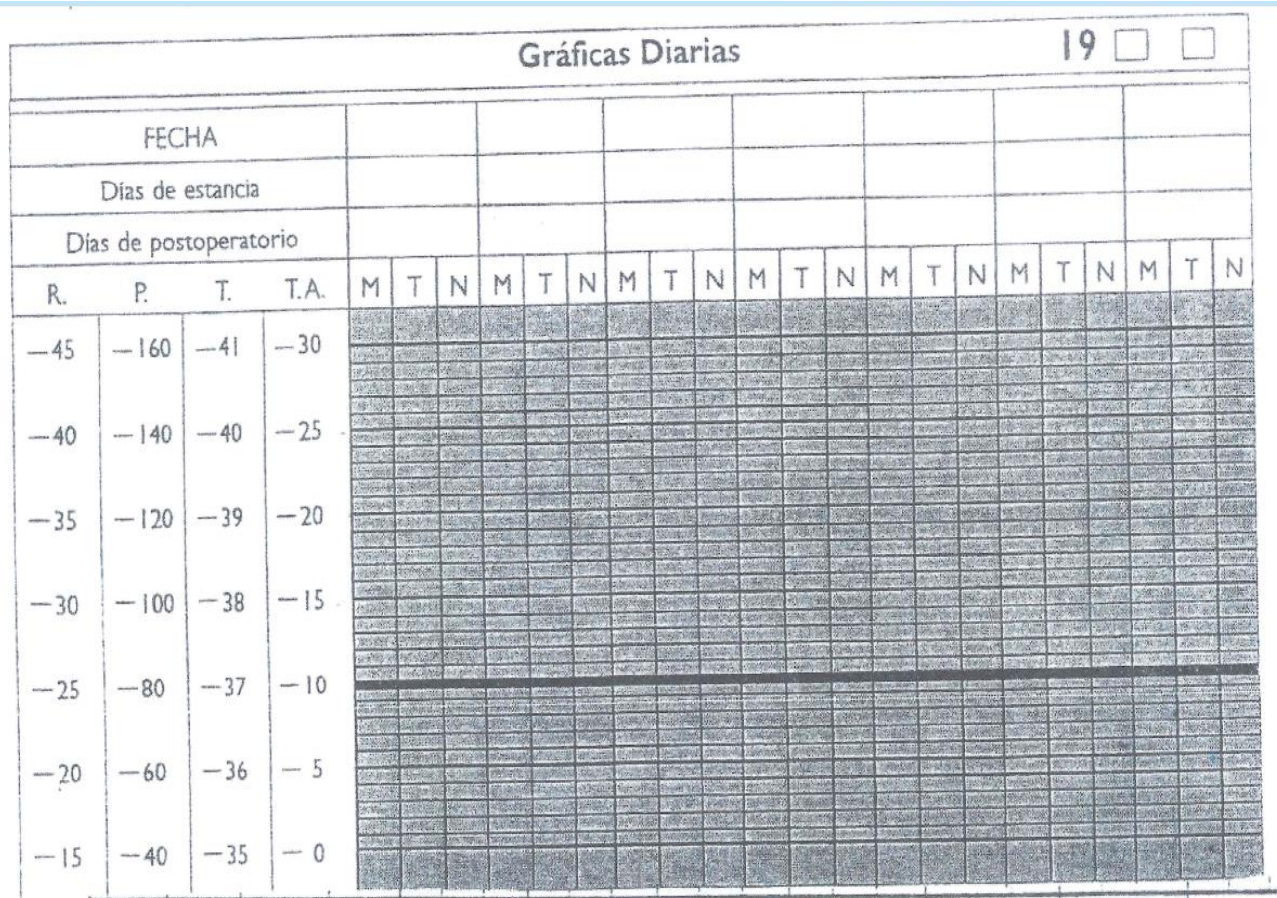 Gráficas Diarias 19
FECHA
Días de estancia
Días de postoperatorio
R. P. T. T.A. M T N M T N M T N M T N M T N M T N M T N
—45 —160 —41 —30
—40 —140 —40 —25
—35 —120 —39 —20
—30 —100 —38 —15
—25 —80 —37 —10
—20 —60 —36 —5
—15 —40 —35 —0